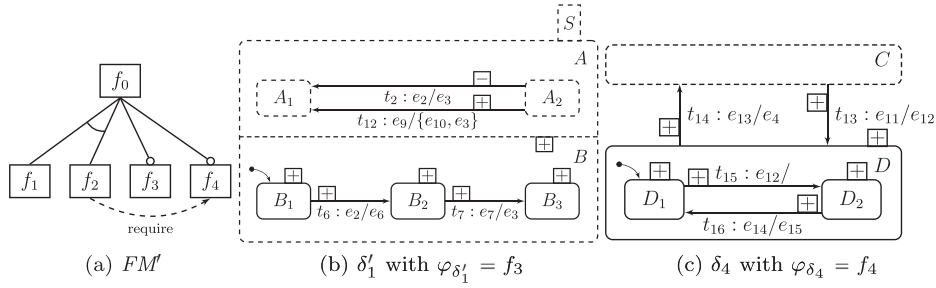 f₀
f₁ f₂ f₃ f₄
require
(a) FM′
S
A
A₁ − A₂
t₂ : e₂/e₃
+
t₁₂ : e₉/{e₁₀, e₃}
+ B
+ + +
B₁ + B₂ + B₃
t₆ : e₂/e₆ t₇ : e₇/e₃
(b) δ′₁ with φδ′₁ = f₃
C
t₁₄ : e₁₃/e₄ + t₁₃ : e₁₁/e₁₂
+ +
+ + D
D₁ + t₁₅ : e₁₂/ D₂
+
t₁₆ : e₁₄/e₁₅
(c) δ₄ with φδ₄ = f₄